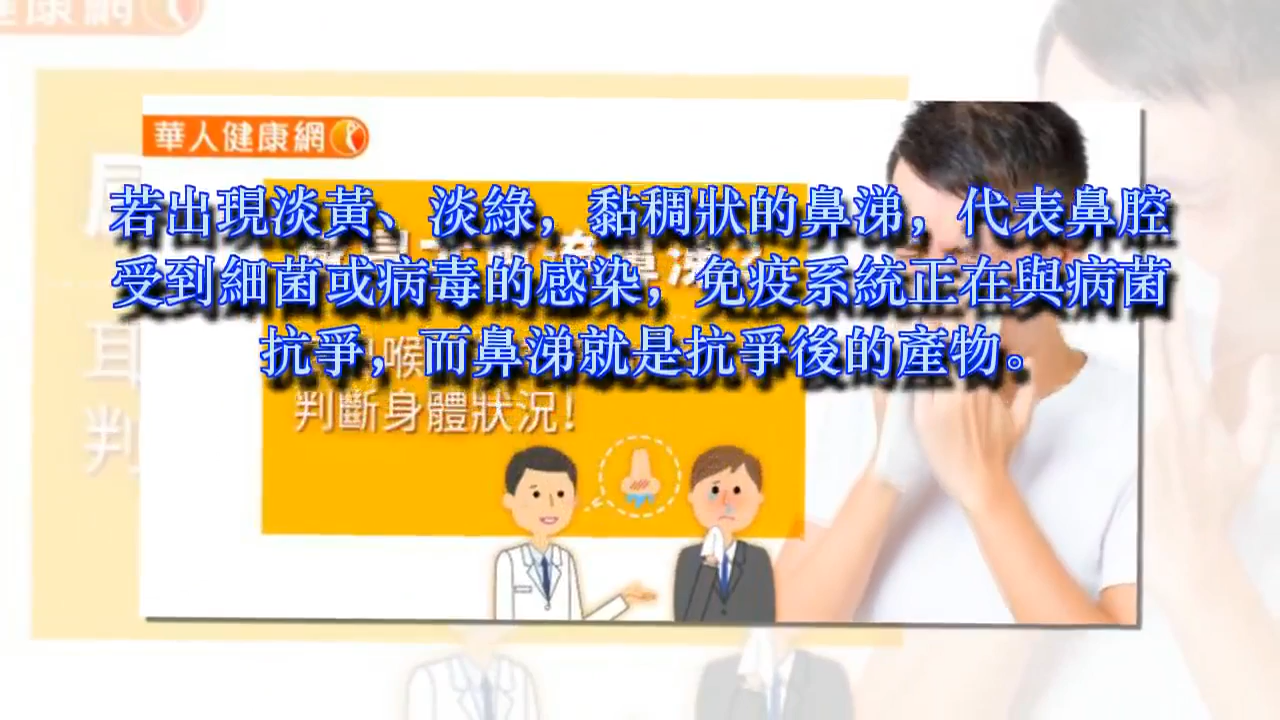 華人健康網
若出現淡黃、淡綠，黏稠狀的鼻涕，代表鼻腔
受到細菌或病毒的感染，免疫系統正在與病菌
抗爭，而鼻涕就是抗爭後的產物。
判斷身體狀況！